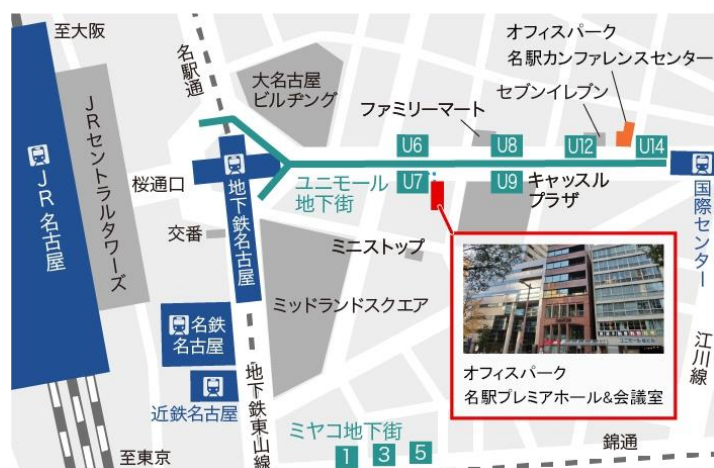 至大阪
名駅通
オフィスパーク
名駅カンファレンスセンター
大名古屋
ビルヂング
セブンイレブン
ファミリーマート
JRセントラルタワーズ
U6
U8
U12
U14
JR名古屋
桜通口
地下鉄名古屋
ユニモール
地下街
U7
U9
キャッスル
プラザ
国際センター
交番
ミニストップ
ミッドランドスクエア
名鉄
名古屋
近鉄名古屋
地下鉄東山線
江川線
オフィスパーク
名駅プレミアホール&会議室
ミヤコ地下街
1
3
5
錦通
至東京